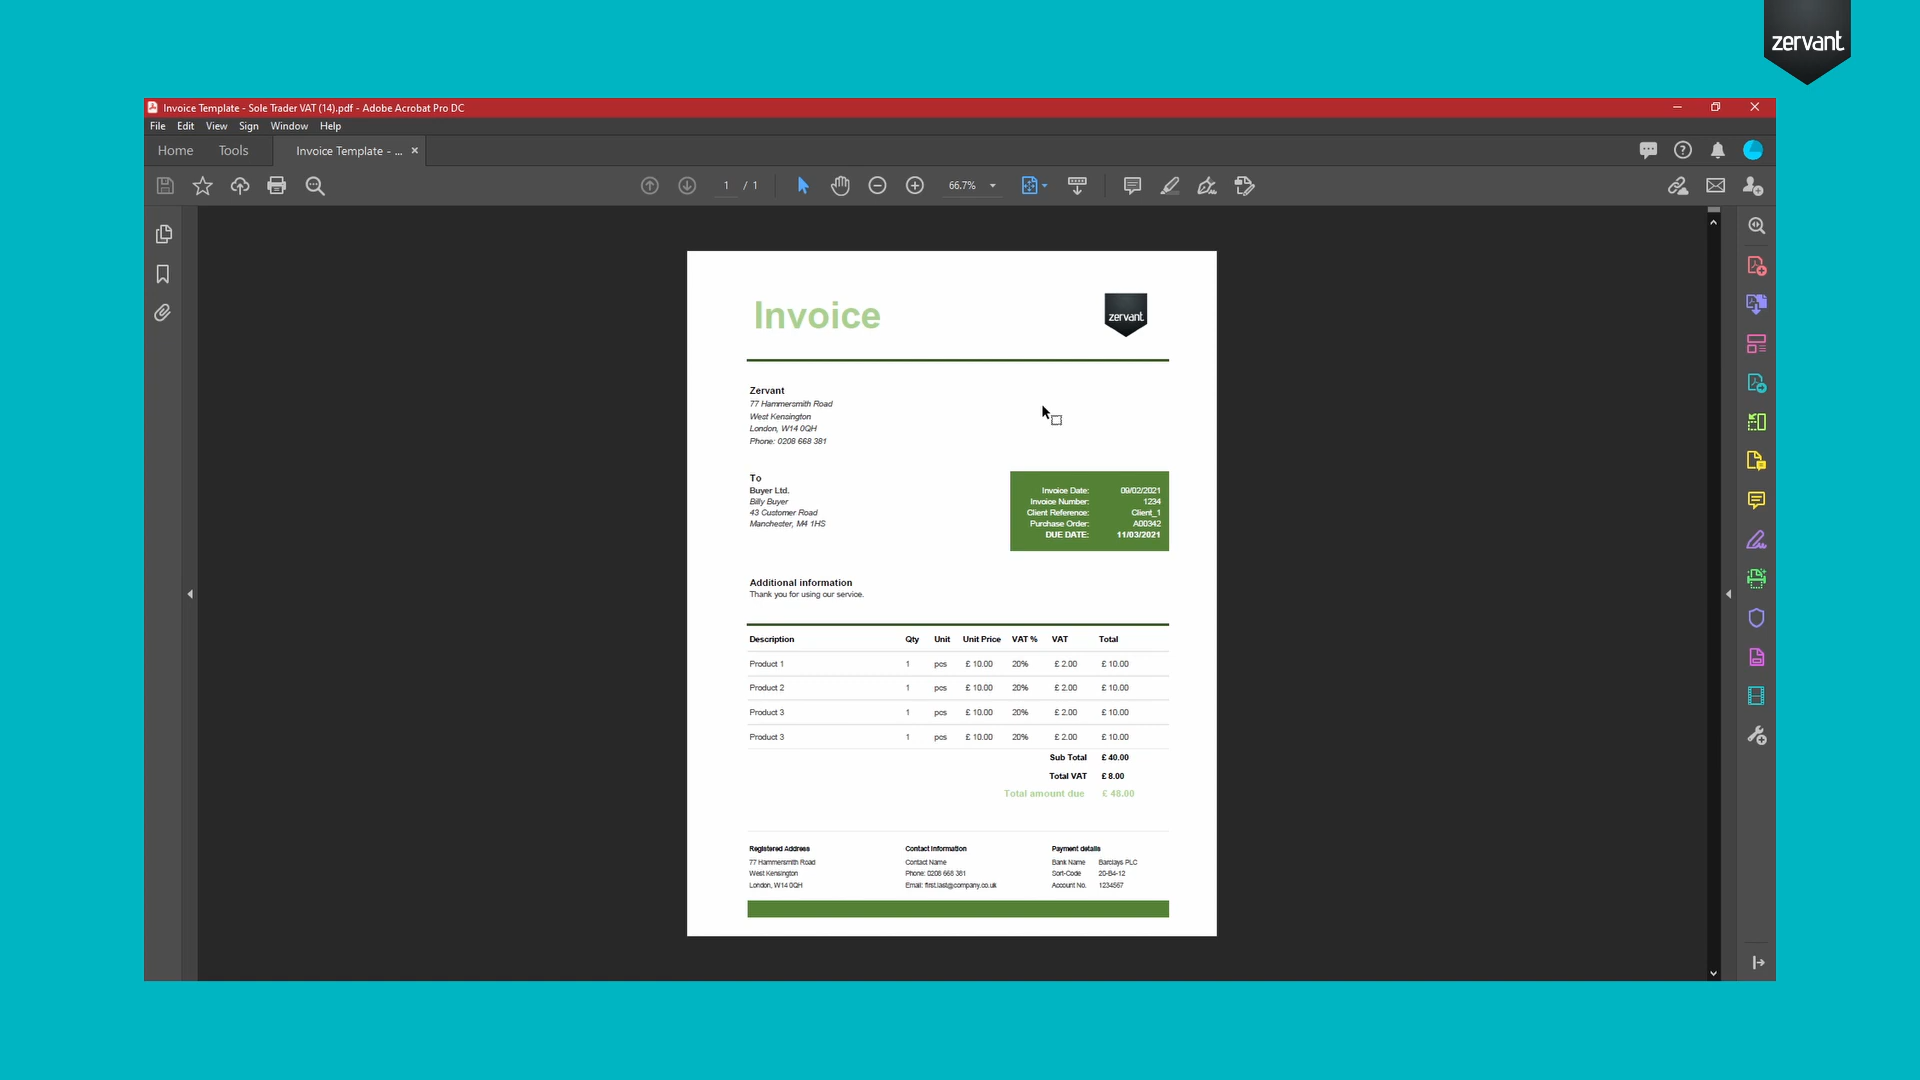 zervant
Invoice Template - Sole Trader VAT (14).pdf - Adobe Acrobat Pro DC
File Edit View Sign Window Help
Home Tools Invoice Template - ...
1 / 1 66.7%
Invoice
zervant
Zervant
77 Hammersmith Road
West Kensington
London, W14 0QH
Phone: 0208 668 381
To
Buyer Ltd.
Billy Buyer
43 Customer Road
Manchester, M4 1HS
Invoice Date: 09/02/2021
Invoice Number: 1234
Client Reference: Client_1
Purchase Order: A00342
DUE DATE: 11/03/2021
Additional information
Thank you for using our service.
Description Qty Unit Unit Price VAT % VAT Total
Product 1 1 pcs £ 10.00 20% £ 2.00 £ 10.00
Product 2 1 pcs £ 10.00 20% £ 2.00 £ 10.00
Product 3 1 pcs £ 10.00 20% £ 2.00 £ 10.00
Product 3 1 pcs £ 10.00 20% £ 2.00 £ 10.00
Sub Total £ 40.00
Total VAT £ 8.00
Total amount due £ 48.00
Registered Address Contact Information Payment details
77 Hammersmith Road Contact Name Bank Name Barclays PLC
West Kensington Phone: 0208 668 381 Sort-Code 20-B4-12
London, W14 0QH Email: first.last@company.co.uk Account No. 1234567